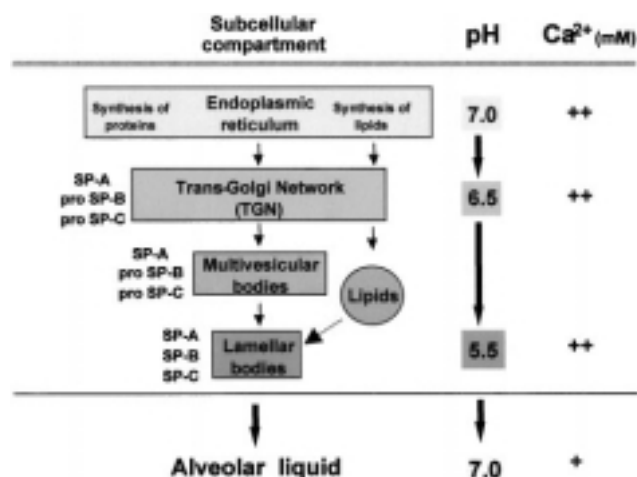 Subcellular compartment
pH
Ca2+ (mM)
Synthesis of proteins
Endoplasmic reticulum
Synthesis of lipids
7.0
++
SP-A
pro SP-B
pro SP-C
Trans-Golgi Network
(TGN)
6.5
++
SP-A
pro SP-B
pro SP-C
Multivesicular bodies
Lipids
SP-A
SP-B
SP-C
Lamellar bodies
5.5
++
Alveolar liquid
7.0
+